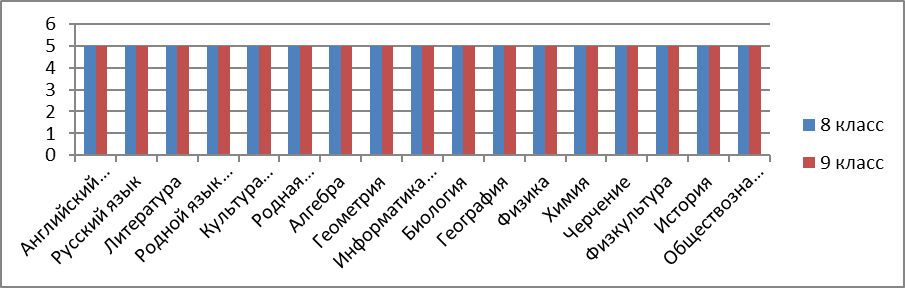 6
5
4
3
2
1
0
Английский…
Русский язык
Литература
Родной язык…
Культура…
Родная…
Алгебра
Геометрия
Информатика…
Биология
География
Физика
Химия
Черчение
Физкультура
История
Обществозна…
8 класс
9 класс